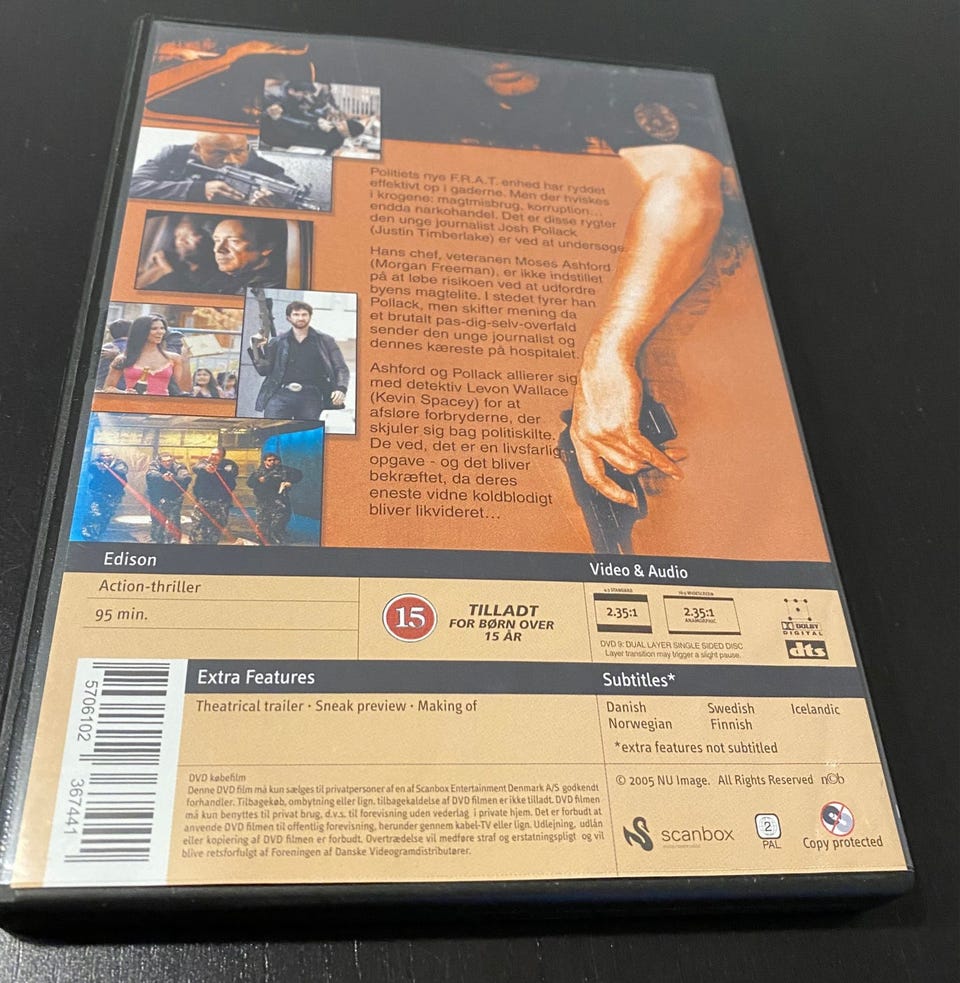 Politiets nye F.R.A.T. enhed har ryddet
effektivt op i gaderne. Men der hviskes
i krogene: magtmisbrug, korruption...
endda narkohandel. Det er disse rygter
den unge journalist Josh Pollack
(Justin Timberlake) er ved at undersøge.
Hans chef, veteranen Moses Ashford
(Morgan Freeman), er ikke indstillet
på at løbe risikoen ved at udfordre
byens magtelite. I stedet fyrer han
Pollack, men skifter mening da
et brutalt pas-dig-selv-overfald
sender den unge journalist og
dennes kæreste på hospitalet.
Ashford og Pollack allierer sig
med detektiv Levon Wallace
(Kevin Spacey) for at
afsløre forbryderne, der
skjuler sig bag politiskilte.
De ved, det er en livsfarlig
opgave - og det bliver
bekræftet, da deres
eneste vidne koldblodigt
bliver likvideret...
Edison
Action-thriller
95 min.
15
TILLADT
FOR BØRN OVER
15 ÅR
Video & Audio
4:3 STANDARD
2.35:1
16:9 WIDESCREEN
2.35:1
ANAMORPHIC
DVD 9: DUAL LAYER SINGLE SIDED DISC
Layer transition may trigger a slight pause.
DOLBY
DIGITAL
dts
Extra Features
Theatrical trailer · Sneak preview · Making of
Subtitles*
Danish Swedish Icelandic
Norwegian Finnish
*extra features not subtitled
5706102 367441
DVD købefilm
Denne DVD film må kun sælges til privatpersoner af en af Scanbox Entertainment Denmark A/S godkendt
forhandler. Tilbagekøb, ombytning eller lign. tilbagekaldelse af DVD filmen er ikke tilladt. DVD filmen
må kun benyttes til privat brug, d.v.s. til forevisning uden vederlag i private hjem. Det er forbudt at
anvende DVD filmen til offentlig forevisning, herunder gennem kabel-TV eller lign. Udlejning, udlån
eller kopiering af DVD filmen er forbudt. Overtrædelse vil medføre straf og erstatningspligt og vil
blive retsforfulgt af Foreningen af Danske Videogramdistributører.
© 2005 NU Image. All Rights Reserved n©b
scanbox
2
PAL
Copy protected